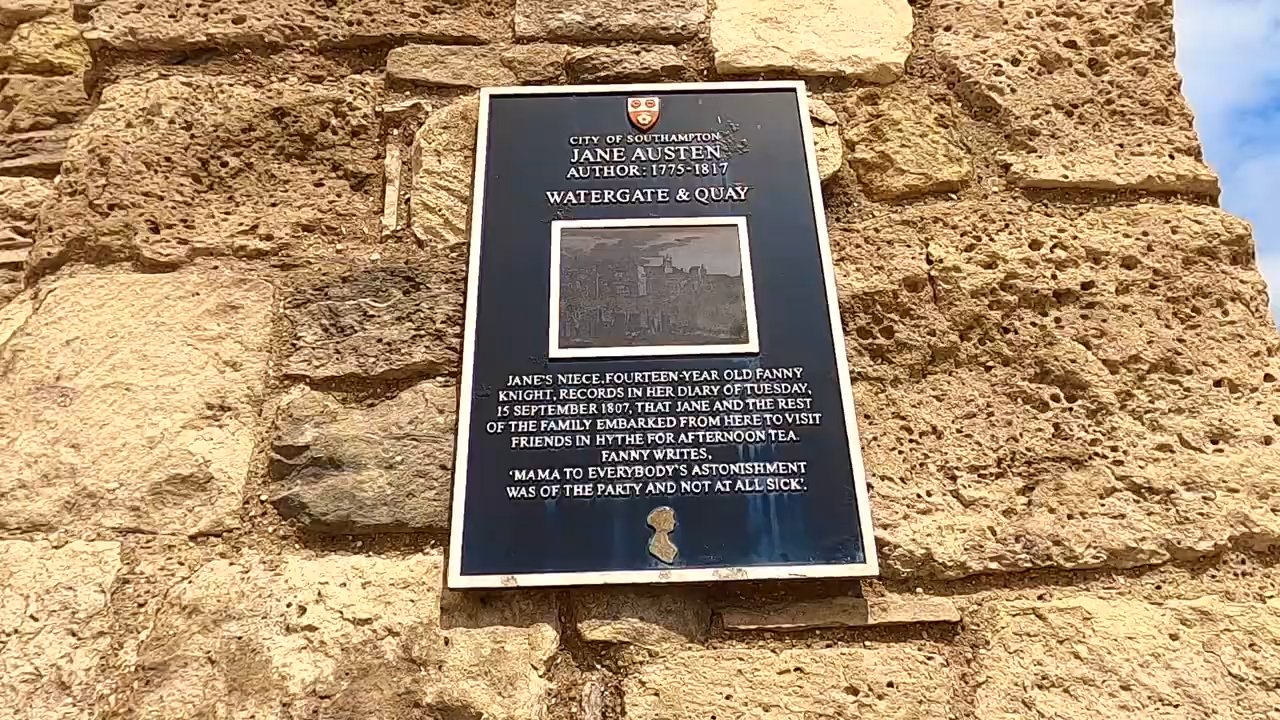 CITY OF SOUTHAMPTON
JANE AUSTEN
AUTHOR: 1775-1817
WATERGATE & QUAY
JANE'S NIECE, FOURTEEN-YEAR OLD FANNY
KNIGHT, RECORDS IN HER DIARY OF TUESDAY,
15 SEPTEMBER 1807, THAT JANE AND THE REST
OF THE FAMILY EMBARKED FROM HERE TO VISIT
FRIENDS IN HYTHE FOR AFTERNOON TEA.
FANNY WRITES,
'MAMA TO EVERYBODY'S ASTONISHMENT
WAS OF THE PARTY AND NOT AT ALL SICK'.